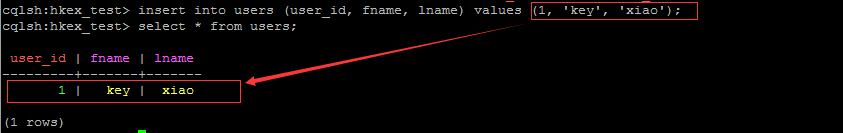 cqlsh:hkex_test> insert into users (user_id, fname, lname) values (1, 'key', 'xiao');
cqlsh:hkex_test> select * from users;
user_id | fname | lname
---------+-------+-------
1 | key | xiao
(1 rows)